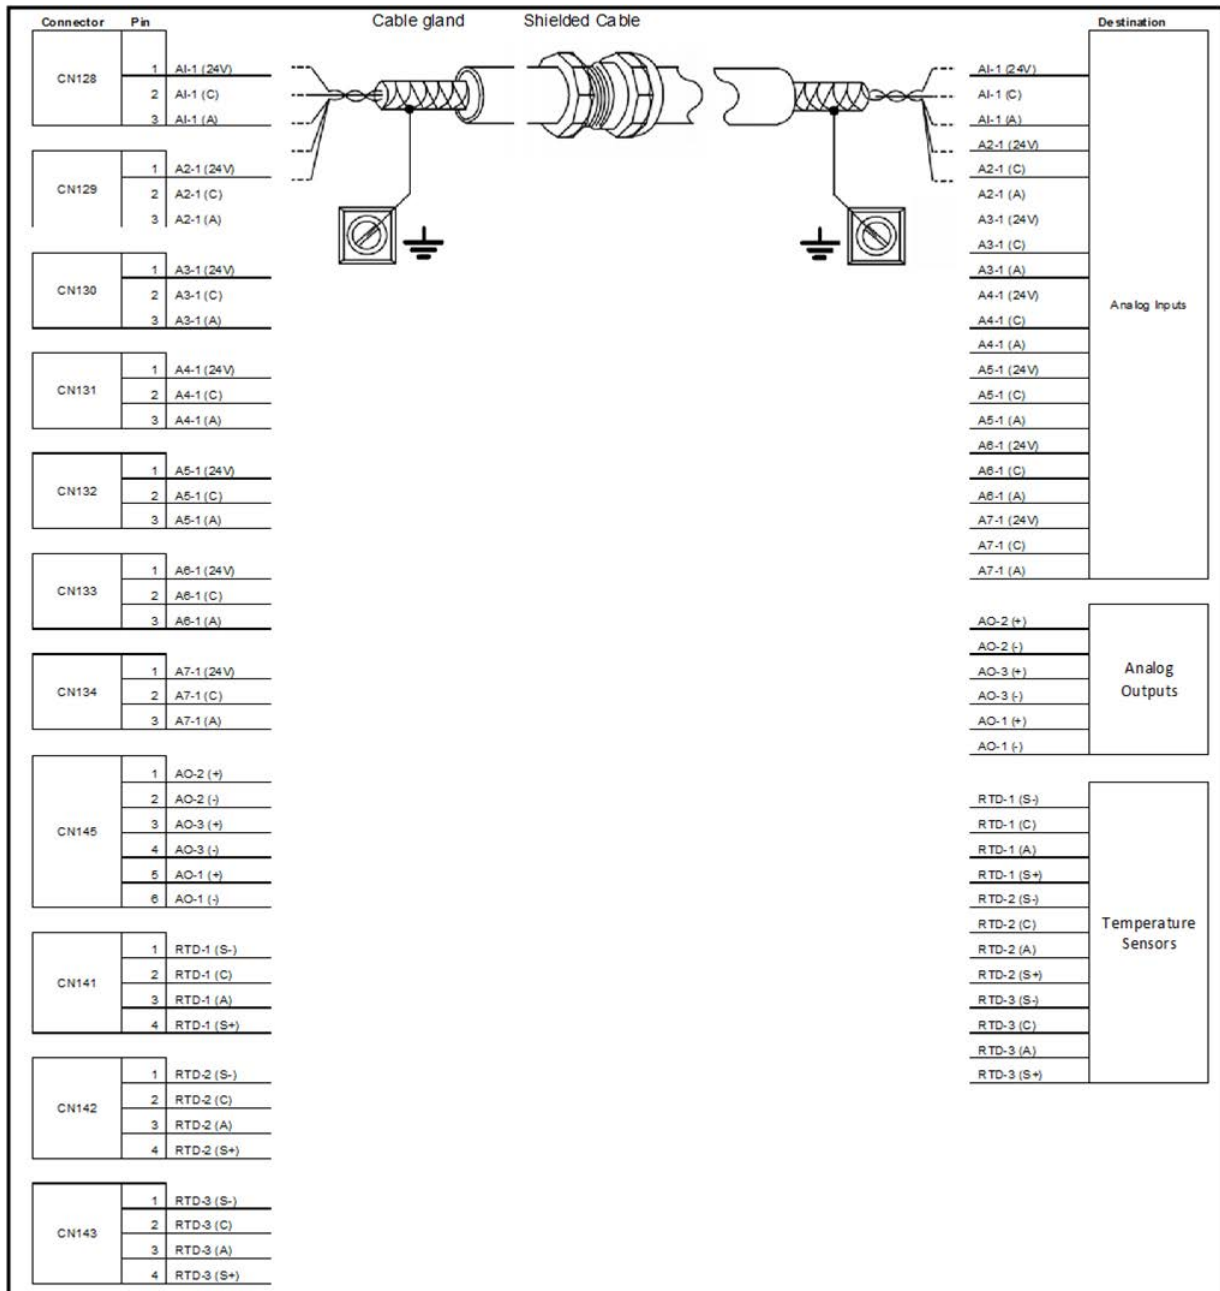 Connector Pin Cable gland Shielded Cable Destination
CN128
1 AI-1 (24V)
2 AI-1 (C)
3 AI-1 (A)
CN129
1 A2-1 (24V)
2 A2-1 (C)
3 A2-1 (A)
CN130
1 A3-1 (24V)
2 A3-1 (C)
3 A3-1 (A)
CN131
1 A4-1 (24V)
2 A4-1 (C)
3 A4-1 (A)
CN132
1 A5-1 (24V)
2 A5-1 (C)
3 A5-1 (A)
CN133
1 A6-1 (24V)
2 A6-1 (C)
3 A6-1 (A)
CN134
1 A7-1 (24V)
2 A7-1 (C)
3 A7-1 (A)
CN145
1 AO-2 (+)
2 AO-2 (-)
3 AO-3 (+)
4 AO-3 (-)
5 AO-1 (+)
6 AO-1 (-)
CN141
1 RTD-1 (S-)
2 RTD-1 (C)
3 RTD-1 (A)
4 RTD-1 (S+)
CN142
1 RTD-2 (S-)
2 RTD-2 (C)
3 RTD-2 (A)
4 RTD-2 (S+)
CN143
1 RTD-3 (S-)
2 RTD-3 (C)
3 RTD-3 (A)
4 RTD-3 (S+)
AI-1 (24V)
AI-1 (C)
AI-1 (A)
A2-1 (24V)
A2-1 (C)
A2-1 (A)
A3-1 (24V)
A3-1 (C)
A3-1 (A)
A4-1 (24V)
A4-1 (C)
A4-1 (A)
A5-1 (24V)
A5-1 (C)
A5-1 (A)
A6-1 (24V)
A6-1 (C)
A6-1 (A)
A7-1 (24V)
A7-1 (C)
A7-1 (A)
Analog Inputs
AO-2 (+)
AO-2 (-)
AO-3 (+)
AO-3 (-)
AO-1 (+)
AO-1 (-)
Analog
Outputs
RTD-1 (S-)
RTD-1 (C)
RTD-1 (A)
RTD-1 (S+)
RTD-2 (S-)
RTD-2 (C)
RTD-2 (A)
RTD-2 (S+)
RTD-3 (S-)
RTD-3 (C)
RTD-3 (A)
RTD-3 (S+)
Temperature
Sensors